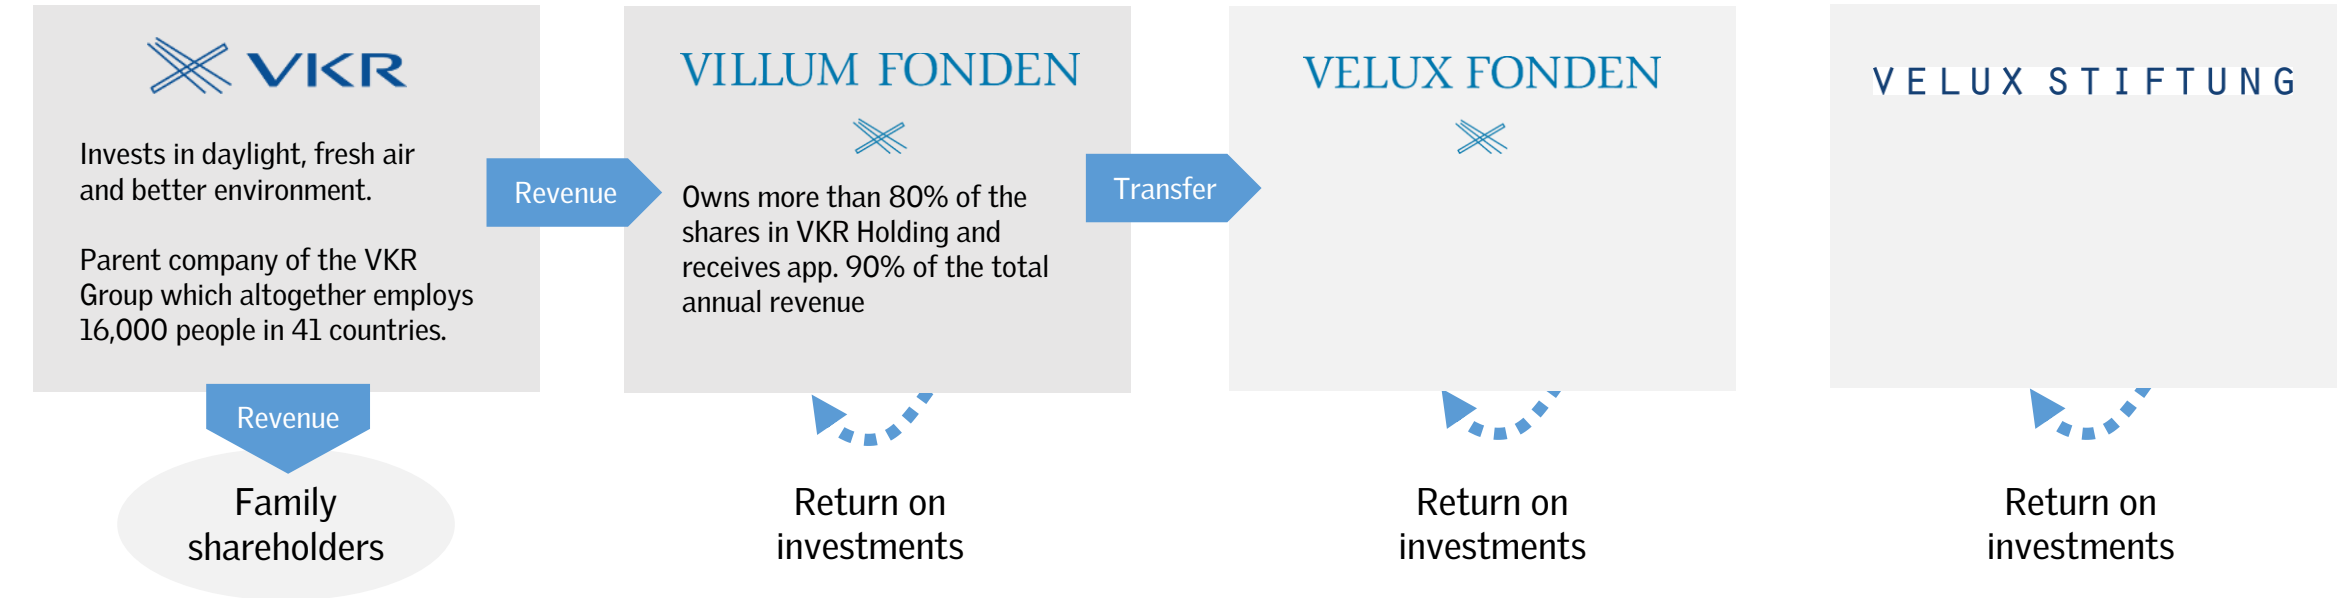 VKR
Invests in daylight, fresh air
and better environment.
Parent company of the VKR
Group which altogether employs
16,000 people in 41 countries.
Revenue
Family
shareholders
Revenue
VILLUM FONDEN
Owns more than 80% of the
shares in VKR Holding and
receives app. 90% of the total
annual revenue
Return on
investments
Transfer
VELUX FONDEN
Return on
investments
VELUX STIFTUNG
Return on
investments